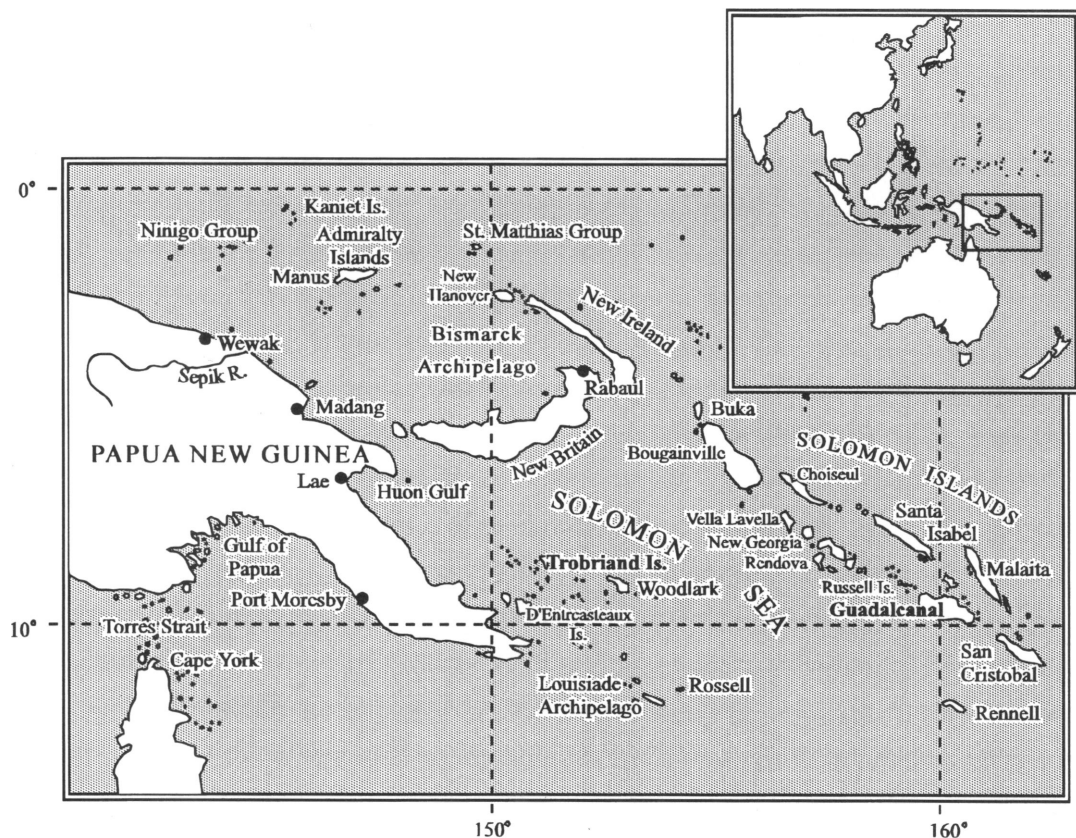 0°
Kaniet Is.
Ninigo Group
Admiralty
Islands
St. Matthias Group
Manus
New
Hanover
New Ireland
Bismarck
Archipelago
Wewak
Sepik R.
Rabaul
Madang
Buka
PAPUA NEW GUINEA
New Britain
Bougainville
SOLOMON ISLANDS
Choiseul
Lae
Huon Gulf
SOLOMON
SEA
Santa
Isabel
Vella Lavella
New Georgia
Gulf of
Papua
Trobriand Is.
Rendova
Malaita
Woodlark
Russell Is.
Port Moresby
Guadalcanal
D'Entrecasteaux
Is.
10°
Torres Strait
Cape York
San
Cristobal
Louisiade
Archipelago
Rossell
Rennell
150°
160°